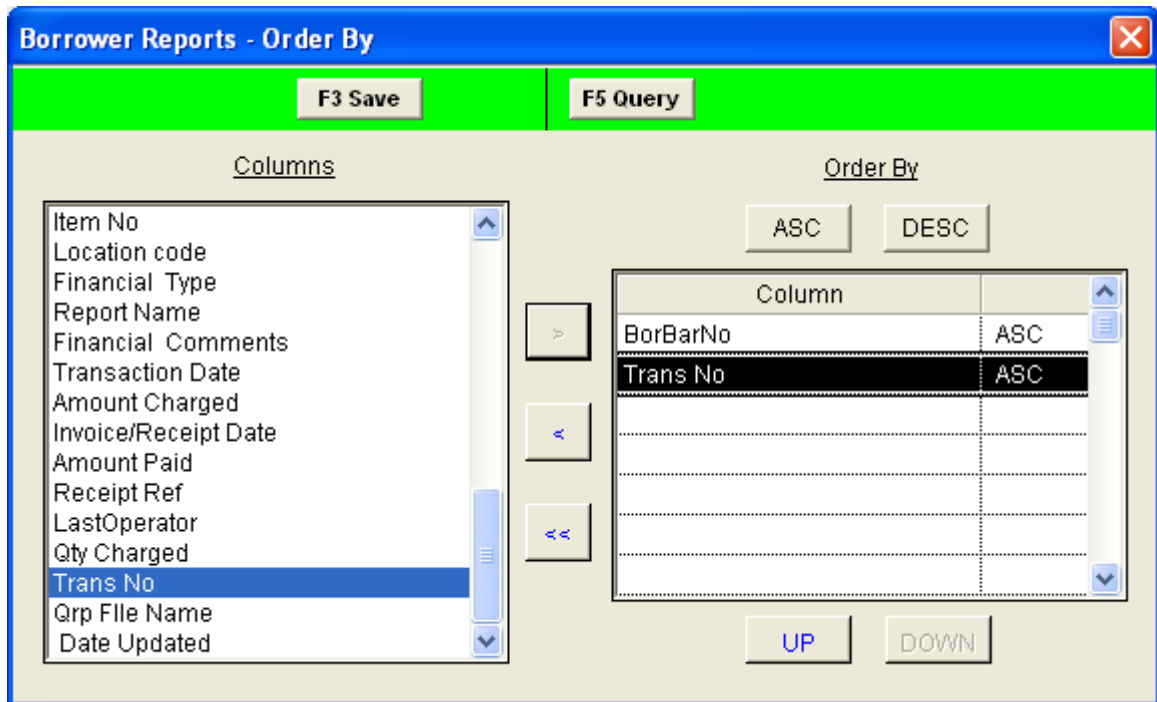 Borrower Reports - Order By
F3 Save
F5 Query
Columns
Item No
Location code
Financial  Type
Report Name
Financial  Comments
Transaction Date
Amount Charged
Invoice/Receipt Date
Amount Paid
Receipt Ref
LastOperator
Qty Charged
Trans No
Qrp FIle Name
Date Updated
>
<
<<
Order By
ASC DESC
Column
BorBarNo ASC
Trans No ASC
UP DOWN